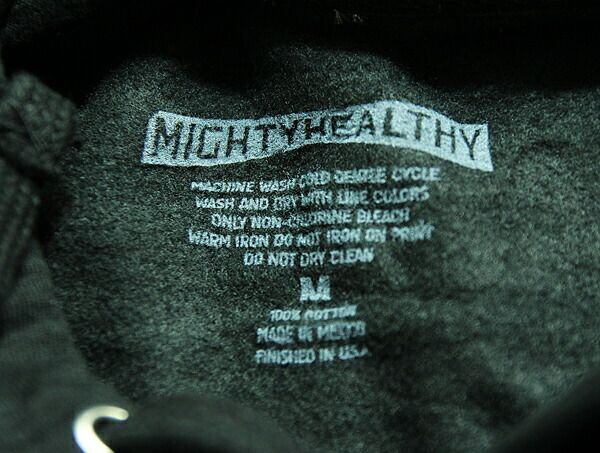 MIGHTYHEALTHY
MACHINE WASH COLD GENTLE CYCLE
WASH AND DRY WITH LIKE COLORS
ONLY NON-CHLORINE BLEACH
WARM IRON DO NOT IRON ON PRINT
DO NOT DRY CLEAN
M
100% COTTON
MADE IN MEXICO
FINISHED IN U.S.A